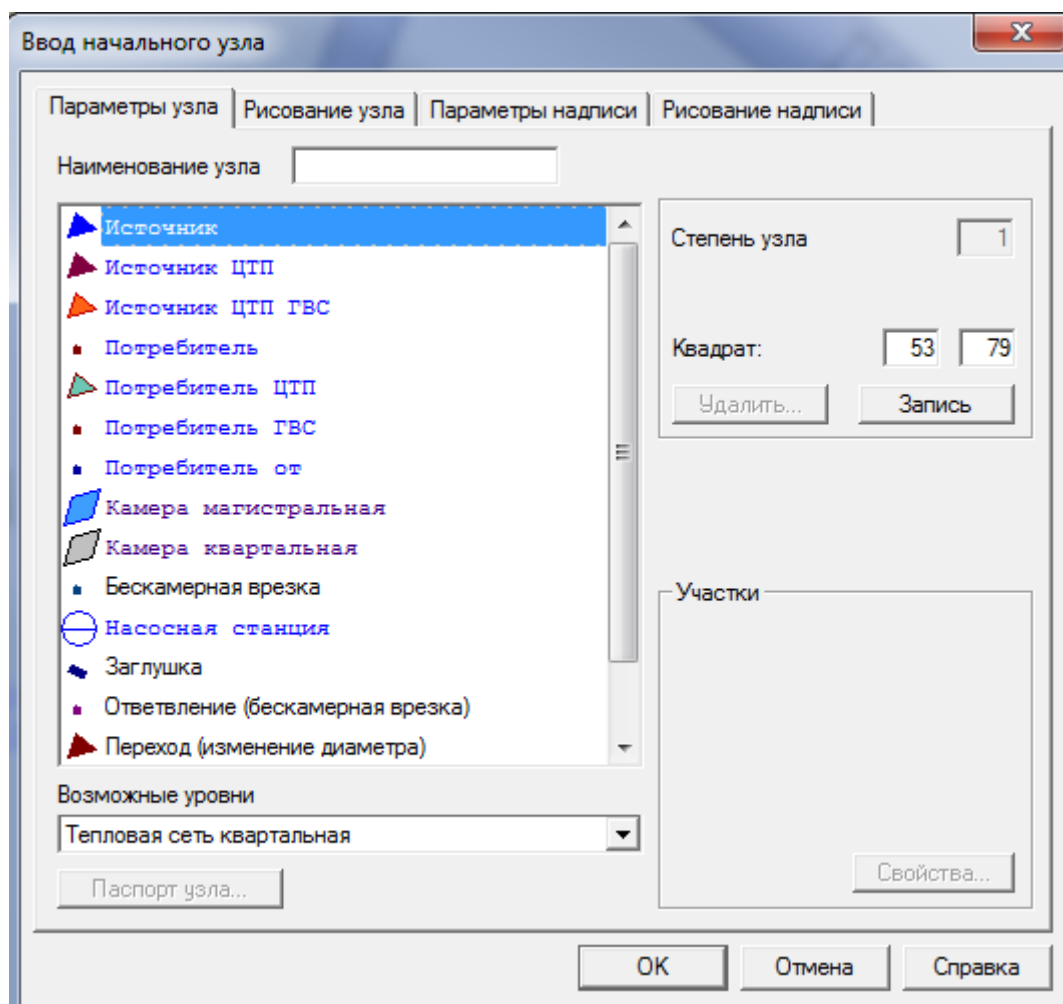 Ввод начального узла
Параметры узла
Рисование узла
Параметры надписи
Рисование надписи
Наименование узла
Источник
Источник ЦТП
Источник ЦТП ГВС
Потребитель
Потребитель ЦТП
Потребитель ГВС
Потребитель от
Камера магистральная
Камера квартальная
Бескамерная врезка
Насосная станция
Заглушка
Ответвление (бескамерная врезка)
Переход (изменение диаметра)
Возможные уровни
Тепловая сеть квартальная
Паспорт узла...
Степень узла 1
Квадрат: 53 79
Удалить...
Запись
Участки
Свойства...
OK
Отмена
Справка